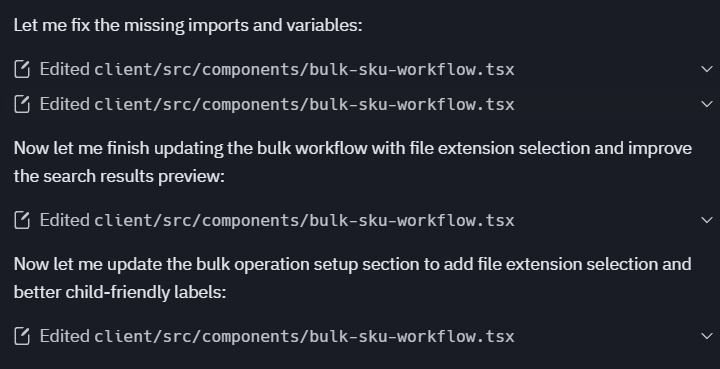 Let me fix the missing imports and variables:
Edited client/src/components/bulk-sku-workflow.tsx
Edited client/src/components/bulk-sku-workflow.tsx
Now let me finish updating the bulk workflow with file extension selection and improve
the search results preview:
Edited client/src/components/bulk-sku-workflow.tsx
Now let me update the bulk operation setup section to add file extension selection and
better child-friendly labels:
Edited client/src/components/bulk-sku-workflow.tsx